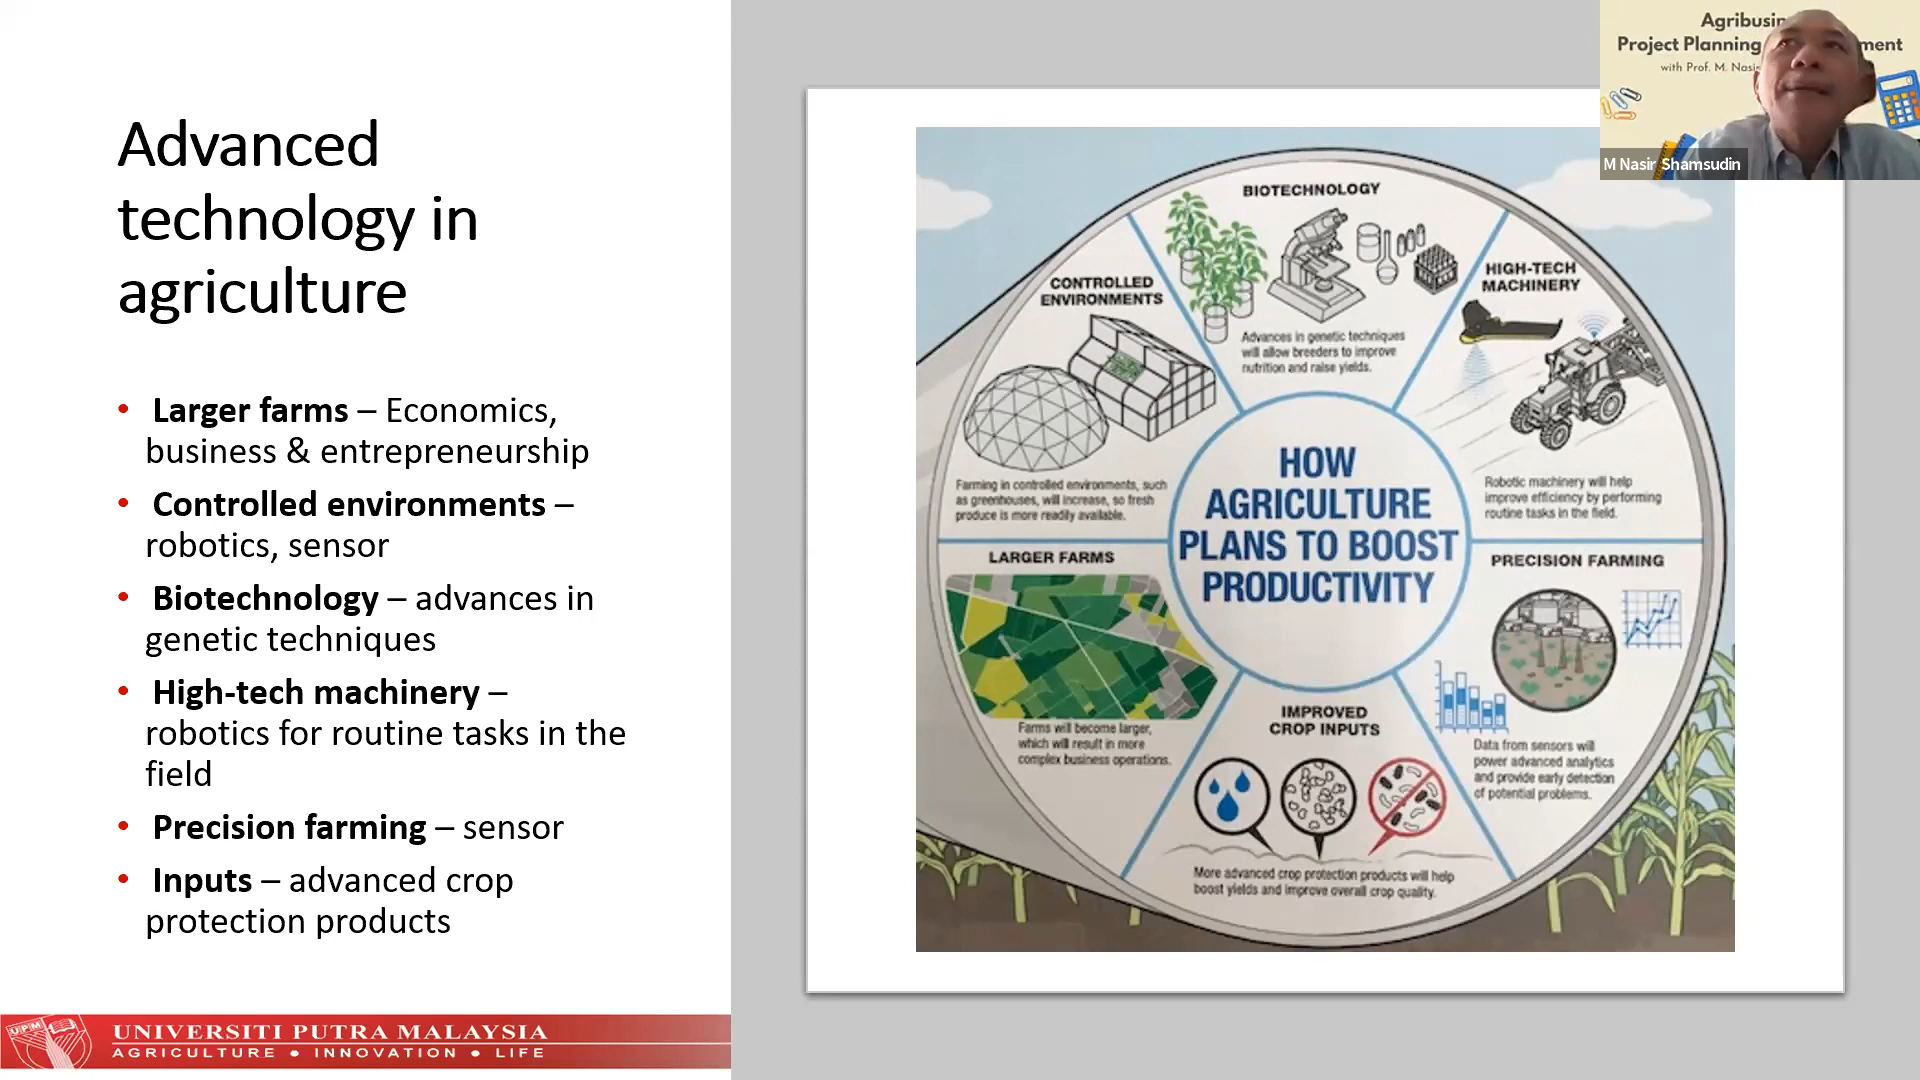 Advanced
technology in
agriculture
• Larger farms – Economics,
business & entrepreneurship
• Controlled environments –
robotics, sensor
• Biotechnology – advances in
genetic techniques
• High-tech machinery –
robotics for routine tasks in the
field
• Precision farming – sensor
• Inputs – advanced crop
protection products
UPM
UNIVERSITI PUTRA MALAYSIA
AGRICULTURE • INNOVATION • LIFE
BIOTECHNOLOGY
Advances in genetic techniques
will allow breeders to improve
nutrition and raise yields.
HIGH-TECH
MACHINERY
Robotic machinery will help
improve efficiency by performing
routine tasks in the field.
CONTROLLED
ENVIRONMENTS
Farming in controlled environments, such
as greenhouses, will increase, so fresh
produce is more readily available.
HOW
AGRICULTURE
PLANS TO BOOST
PRODUCTIVITY
LARGER FARMS
Farms will become larger,
which will result in more
complex business operations.
PRECISION FARMING
Data from sensors will
power advanced analytics
and provide early detection
of potential problems.
IMPROVED
CROP INPUTS
More advanced crop protection products will help
boost yields and improve overall crop quality.
Project Planning
with Prof. M.
M Nasir Shamsudin